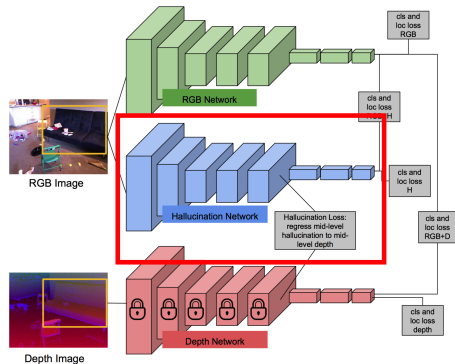 cls and
loc loss
RGB
RGB Network
cls and
loc loss
RGB Image
Hallucination Network
cls and
loc loss
H
Hallucination Loss:
regress mid-level
hallucination to mid-
level depth
cls and
loc loss
RGB+D
cls and
loc loss
depth
Depth Network
Depth Image